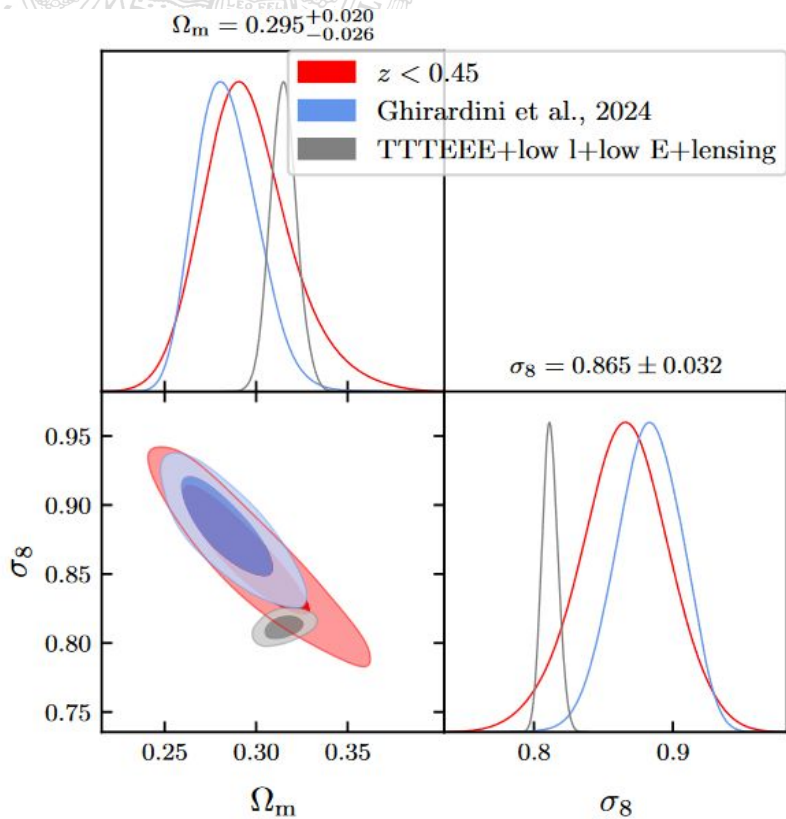 Ωₘ = 0.295⁺⁰·⁰²⁰₋₀.₀₂₆
z < 0.45
Ghirardini et al., 2024
TTTEEE+low l+low E+lensing
σ₈ = 0.865 ± 0.032
0.95
0.90
0.85
0.80
0.75
σ₈
0.25 0.30 0.35
0.8 0.9
Ωₘ
σ₈